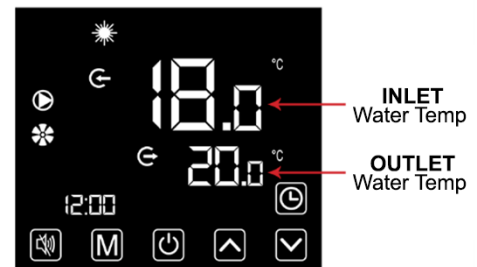 °C
18.0
INLET
Water Temp
°C
20.0
OUTLET
Water Temp
12:00
M